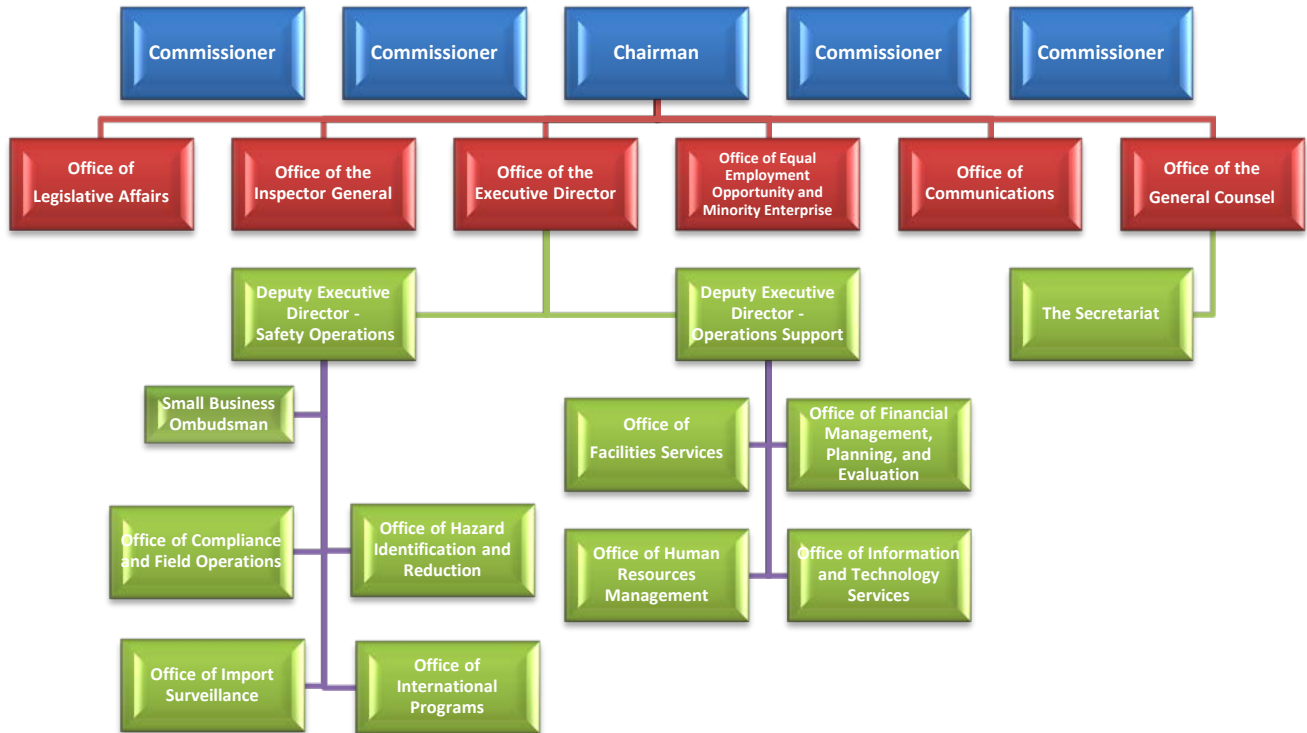 Commissioner
Commissioner
Chairman
Commissioner
Commissioner
Office of
Legislative Affairs
Office of the
Inspector General
Office of the
Executive Director
Office of Equal
Employment
Opportunity and
Minority Enterprise
Office of
Communications
Office of the
General Counsel
Deputy Executive
Director -
Safety Operations
Deputy Executive
Director -
Operations Support
The Secretariat
Small Business
Ombudsman
Office of
Facilities Services
Office of Financial
Management,
Planning, and
Evaluation
Office of Compliance
and Field Operations
Office of Hazard
Identification and
Reduction
Office of Human
Resources
Management
Office of Information
and Technology
Services
Office of Import
Surveillance
Office of
International
Programs